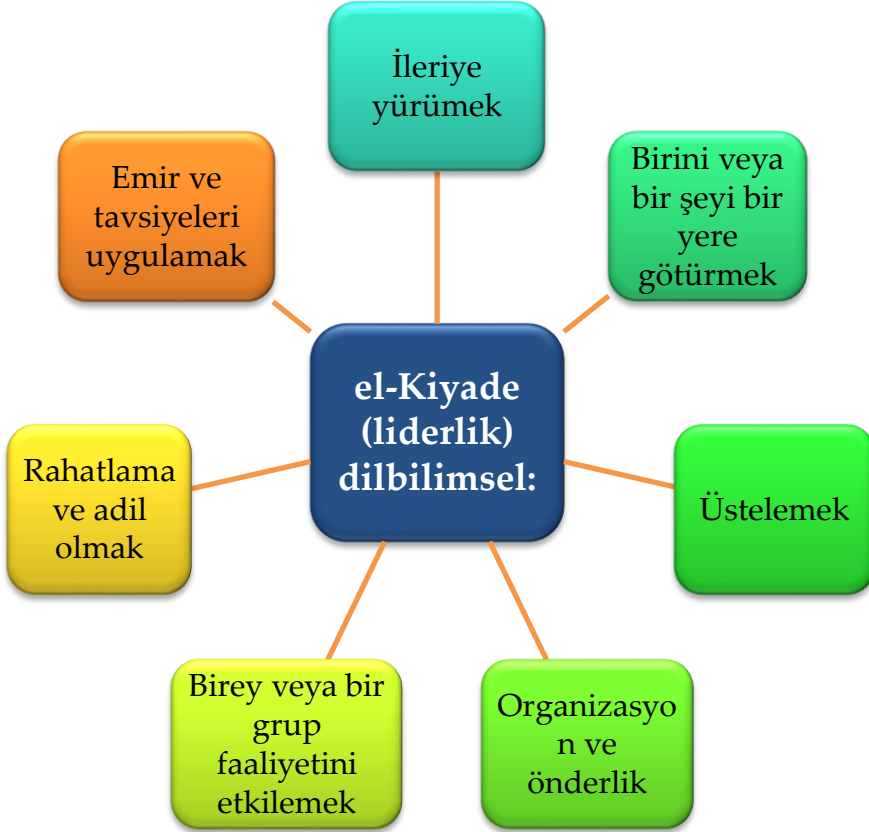 İleriye
yürümek
Birini veya
bir şeyi bir
yere
götürmek
Üstelemek
Organizasyo
n ve
önderlik
Birey veya bir
grup
faaliyetini
etkilemek
Rahatlama
ve adil
olmak
Emir ve
tavsiyeleri
uygulamak
el-Kiyade
(liderlik)
dilbilimsel: